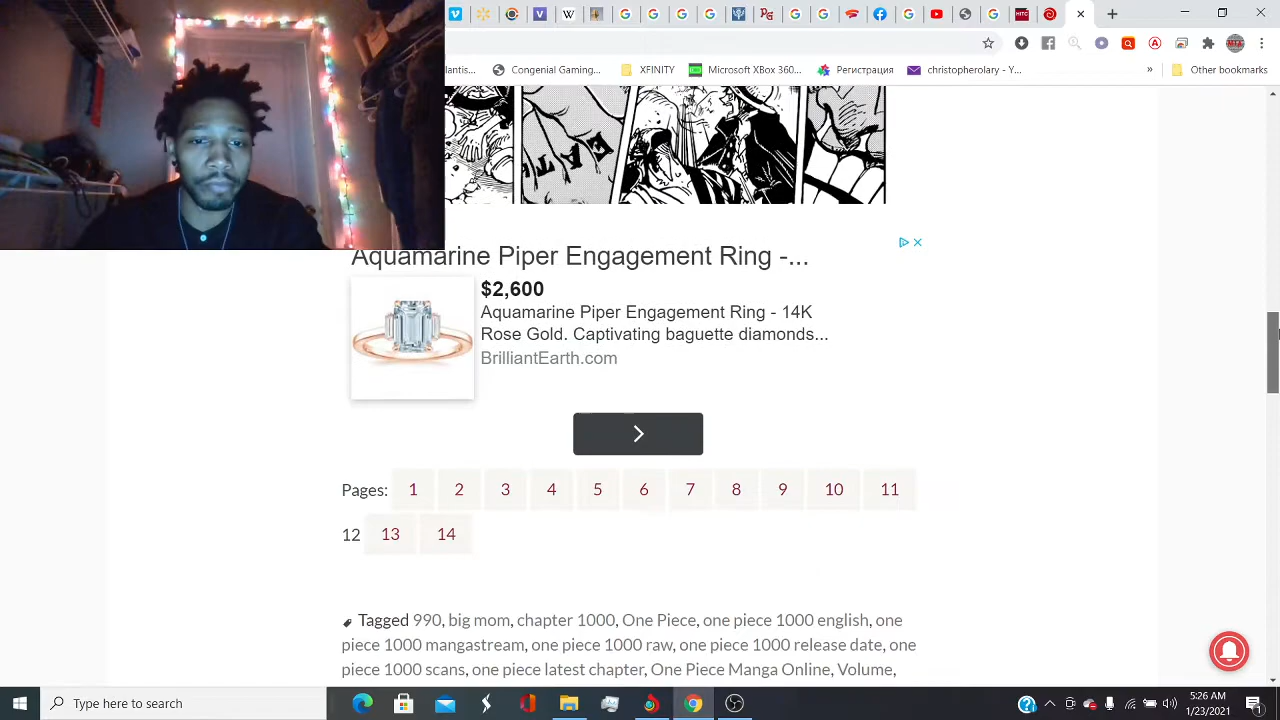 lantis...
Congenial Gaming...
XFINITY
Microsoft XBox 360...
Регистрация
christopherolary - Y...
»
Other bookmarks
Aquamarine Piper Engagement Ring -...
$2,600
Aquamarine Piper Engagement Ring - 14K
Rose Gold. Captivating baguette diamonds...
BrilliantEarth.com
Pages: 1 2 3 4 5 6 7 8 9 10 11
12 13 14
Tagged 990, big mom, chapter 1000, One Piece, one piece 1000 english, one
piece 1000 mangastream, one piece 1000 raw, one piece 1000 release date, one
piece 1000 scans, one piece latest chapter, One Piece Manga Online, Volume,
Type here to search
5:26 AM
1/23/2021